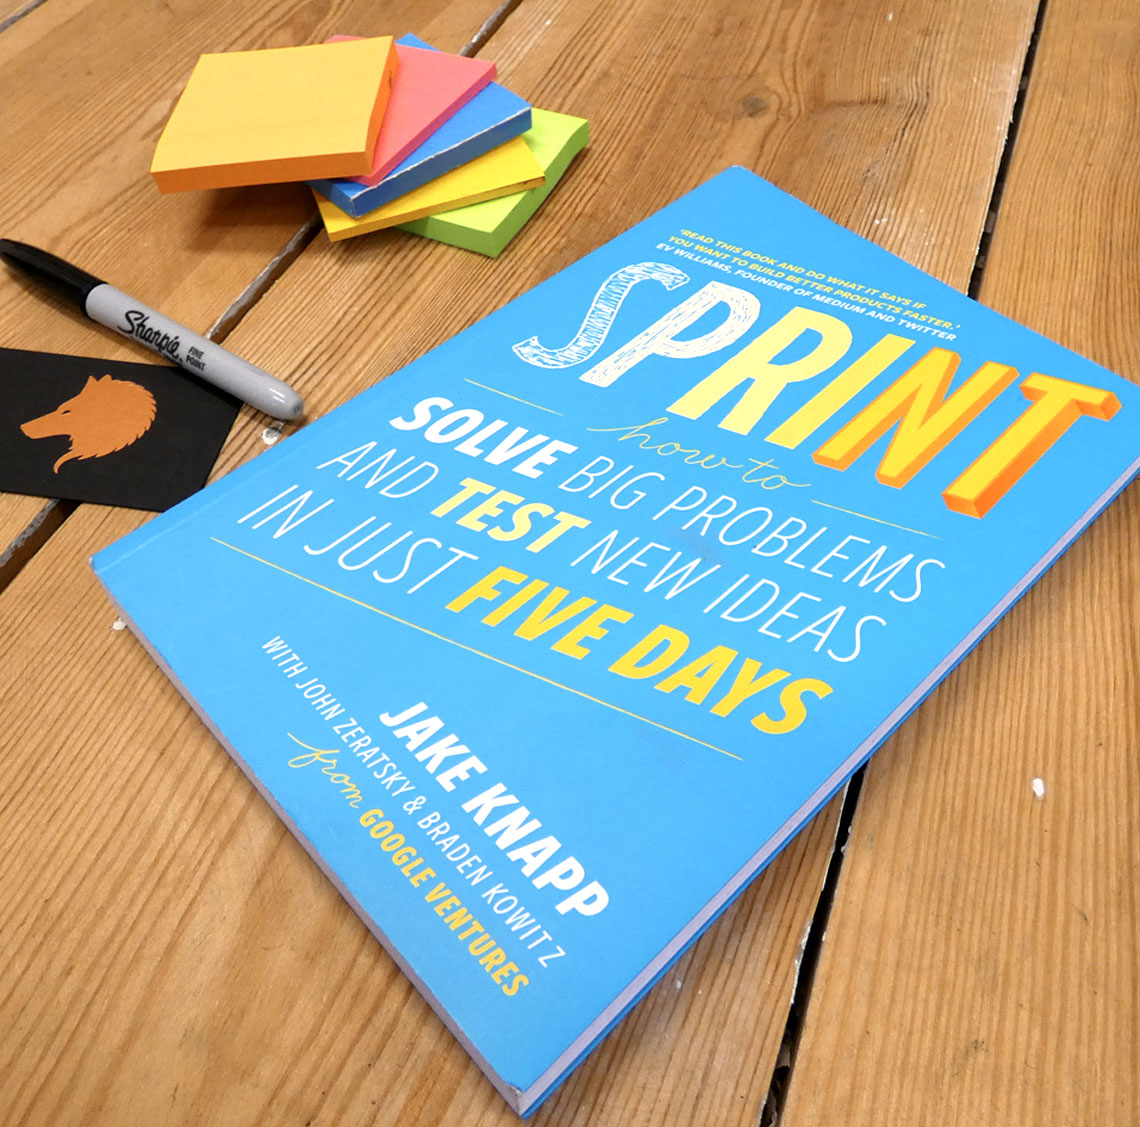 'READ THIS BOOK AND DO WHAT IT SAYS IF
YOU WANT TO BUILD BETTER PRODUCTS FASTER.'
EV WILLIAMS, FOUNDER OF MEDIUM AND TWITTER
SPRINT
how to
SOLVE BIG PROBLEMS
AND TEST NEW IDEAS
IN JUST FIVE DAYS
JAKE KNAPP
WITH JOHN ZERATSKY & BRADEN KOWITZ
from GOOGLE VENTURES
Sharpie
FINE
POINT